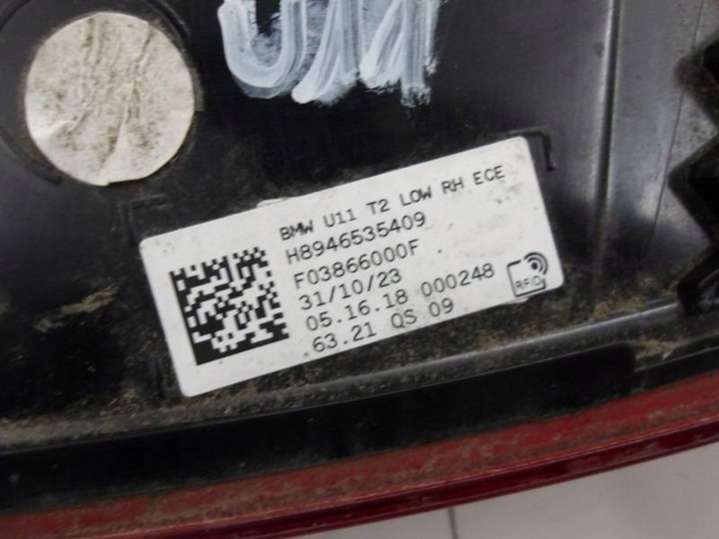 U11
BMW U11 T2 LOW RH ECE
H8946535409
F03866000F
31/10/23
05.16.18 000248
63.21 QS 09
RFID